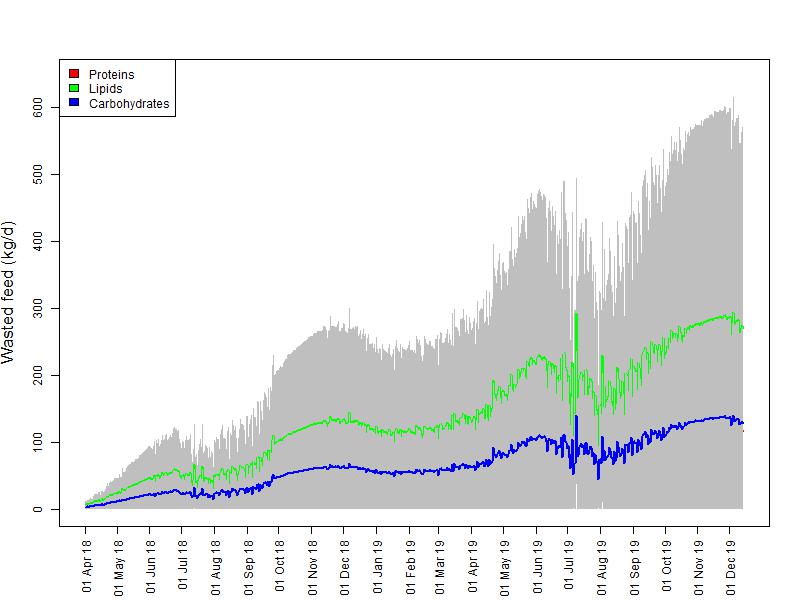 Proteins
Lipids
Carbohydrates
Wasted feed (kg/d)
600
500
400
300
200
100
0
01 Apr 18
01 May 18
01 Jun 18
01 Jul 18
01 Aug 18
01 Sep 18
01 Oct 18
01 Nov 18
01 Dec 18
01 Jan 19
01 Feb 19
01 Mar 19
01 Apr 19
01 May 19
01 Jun 19
01 Jul 19
01 Aug 19
01 Sep 19
01 Oct 19
01 Nov 19
01 Dec 19